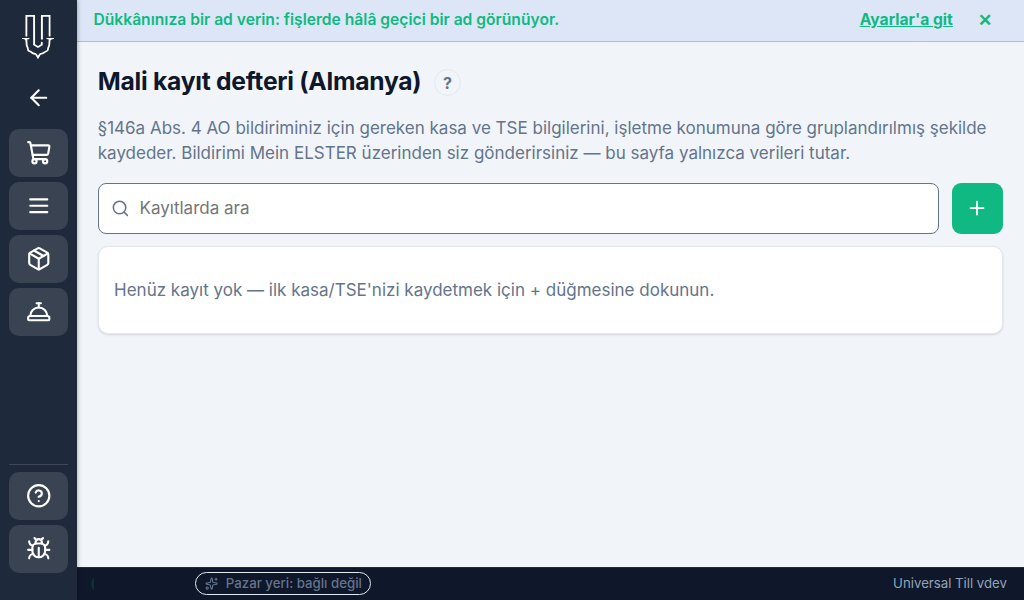 Dükkânınıza bir ad verin: fişlerde hâlâ geçici bir ad görünüyor.
Ayarlar'a git ✕
Mali kayıt defteri (Almanya) ?
§146a Abs. 4 AO bildiriminiz için gereken kasa ve TSE bilgilerini, işletme konumuna göre gruplandırılmış şekilde
kaydeder. Bildirimi Mein ELSTER üzerinden siz gönderirsiniz — bu sayfa yalnızca verileri tutar.
Kayıtlarda ara
Henüz kayıt yok — ilk kasa/TSE'nizi kaydetmek için + düğmesine dokunun.
Pazar yeri: bağlı değil
Universal Till vdev